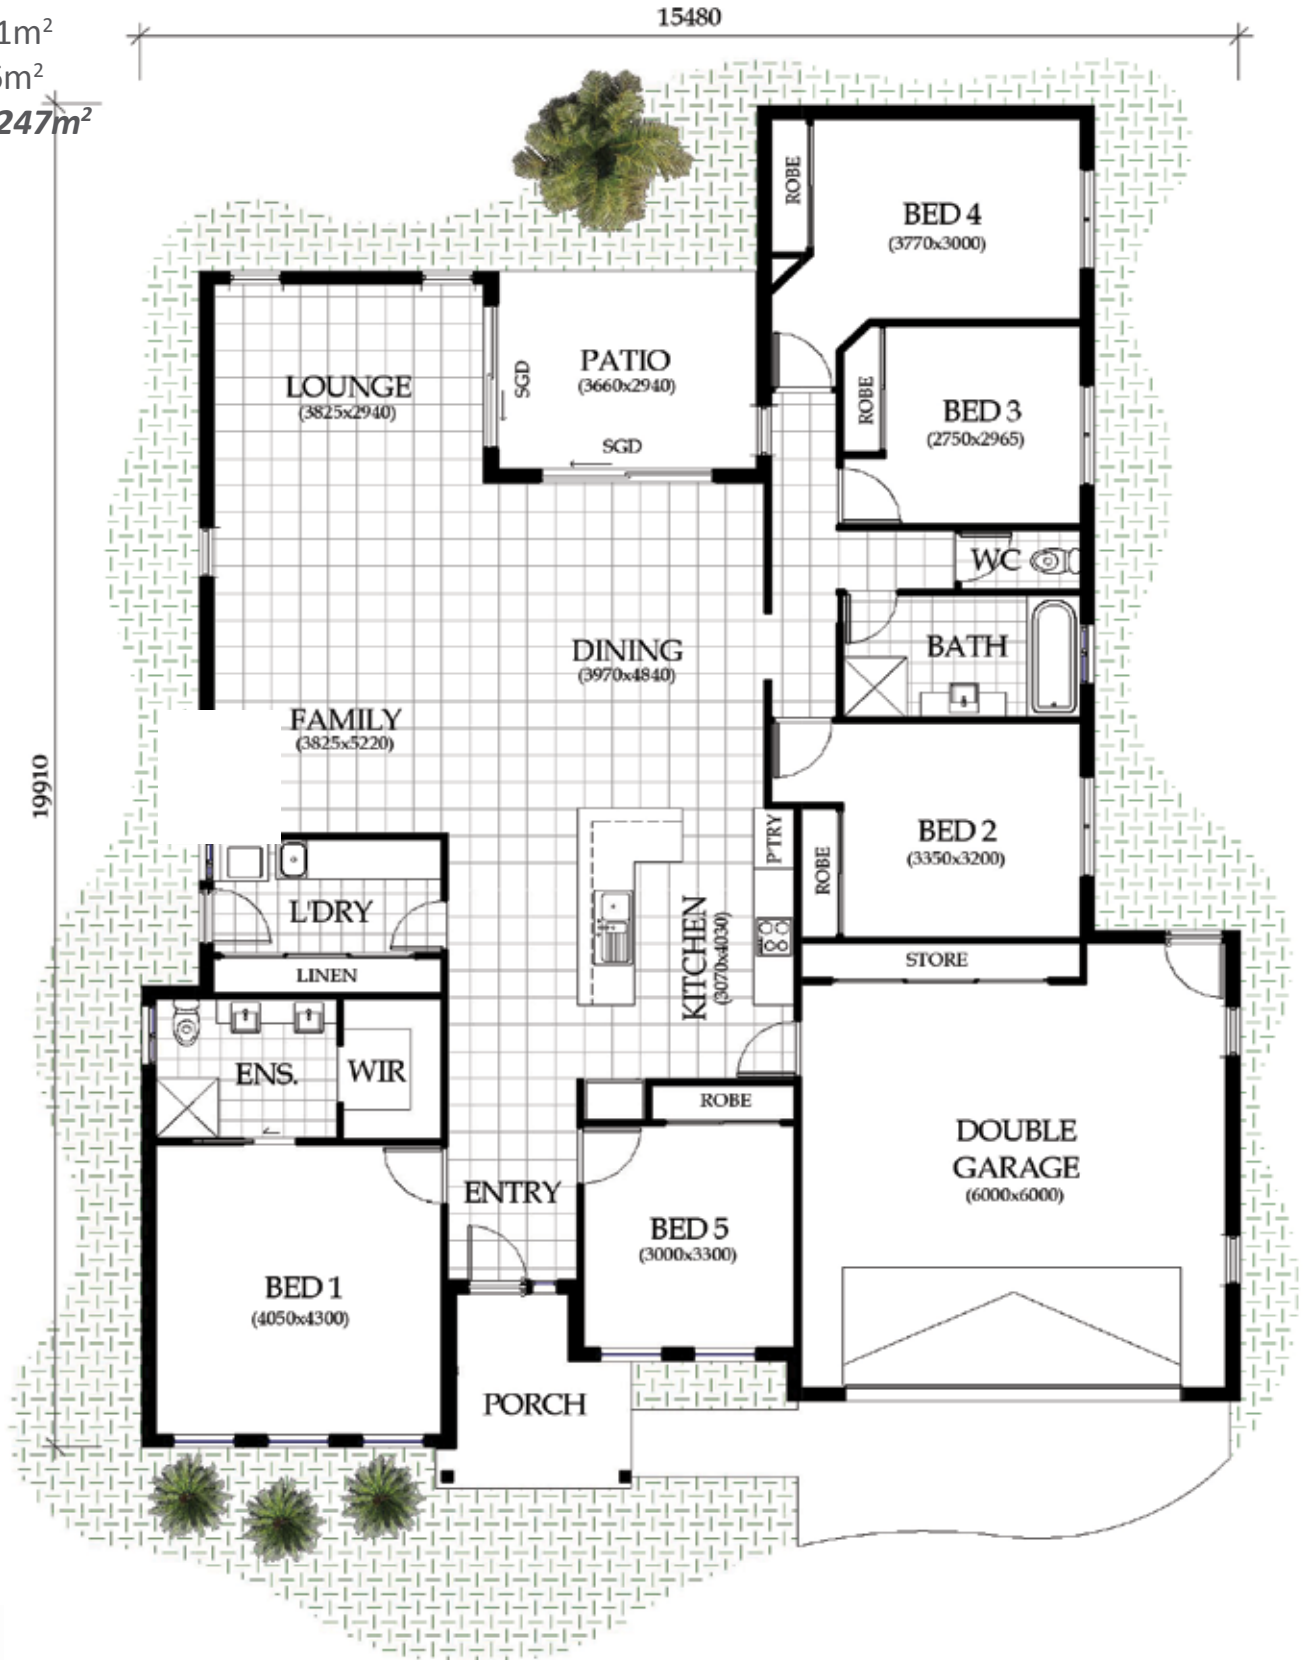 15480
1m²
6m²
247m²
19910
ROBE
BED 4
(3770x3000)
LOUNGE
(3825x2940)
SGD
PATIO
(3660x2940)
SGD
ROBE
BED 3
(2750x2965)
WC
DINING
(3970x4840)
BATH
FAMILY
(3825x5220)
P'TRY
ROBE
BED 2
(3350x3200)
L'DRY
LINEN
KITCHEN
(3070x4030)
STORE
ENS.
WIR
ROBE
DOUBLE
GARAGE
(6000x6000)
ENTRY
BED 5
(3000x3300)
BED 1
(4050x4300)
PORCH